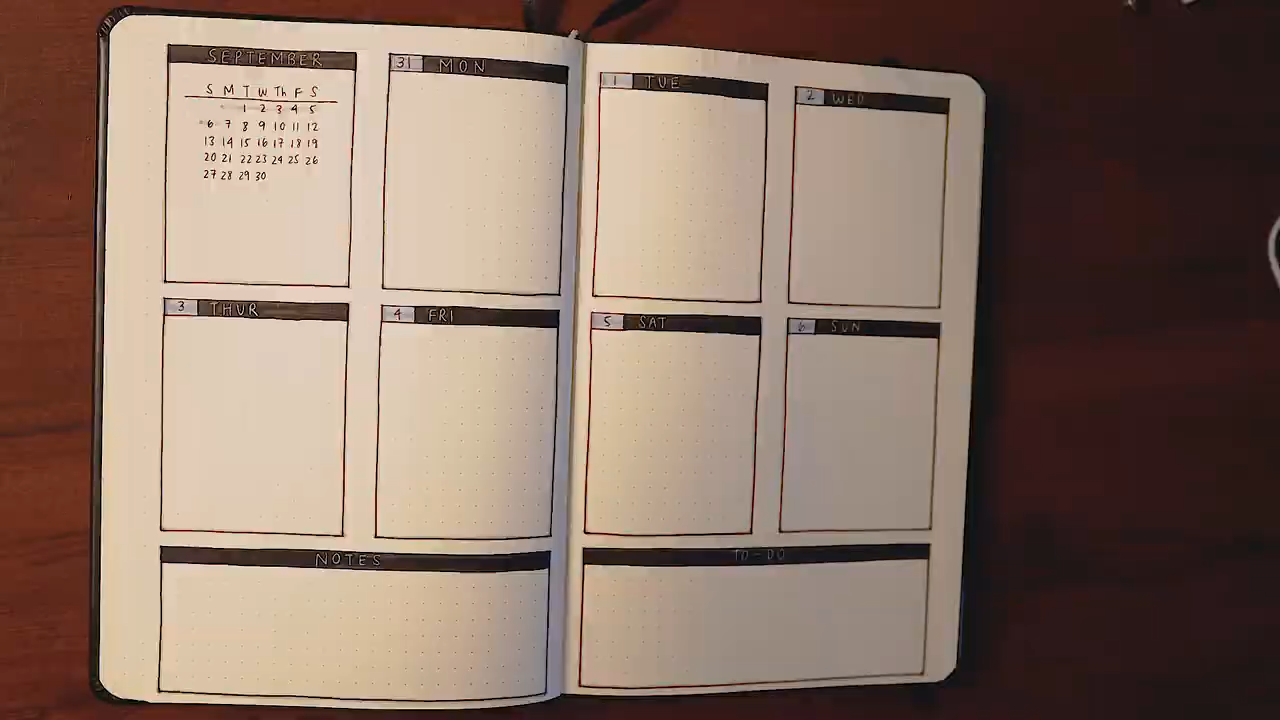 SEPTEMBER
S M T W Th F S
1 2 3 4 5
6 7 8 9 10 11 12
13 14 15 16 17 18 19
20 21 22 23 24 25 26
27 28 29 30
31 MON
1 TUE
2 WED
3 THUR
4 FRI
5 SAT
6 SUN
NOTES
TO-DO